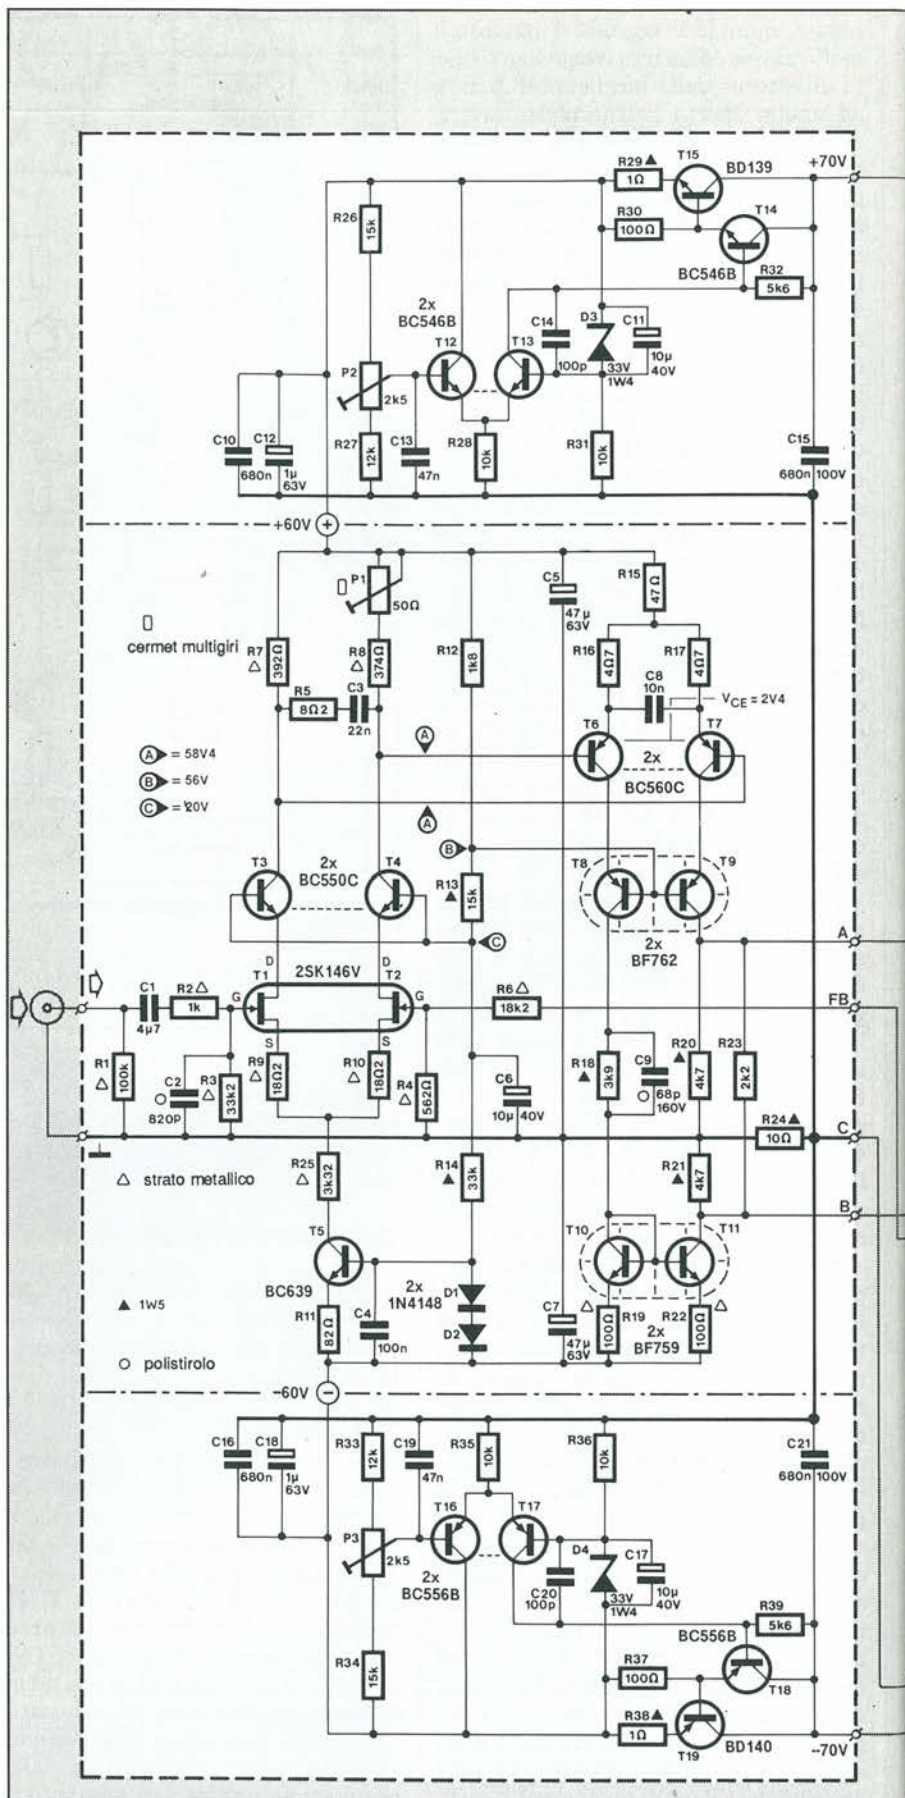 R29▲
1Ω
T15
BD139
+70V
R30
100Ω
T14
BC546B
R32
5k6
R26
15k
2x
BC546B
T12
C14
100p
T13
D3
33V
1W4
C11
10µ
40V
P2
2k5
C10
680n
C12
1µ
63V
R27
12k
C13
47n
R28
10k
R31
10k
C15
680n
100V
+60V
+
P1
50Ω
C5
47µ
63V
R15
47Ω
cermet multigiri
R7
△
392Ω
R8
△
374Ω
R12
1k8
R16
4Ω7
R17
4Ω7
R5
8Ω2
C3
22n
C8
10n
VCE = 2V4
T6
T7
2x
BC560C
A = 58V4
B = 56V
C = 20V
A
A
B
T3
2x
BC550C
T4
R13
▲
15k
T8
T9
2x
BF762
C
A
D
D
T1
2SK146V
T2
G
G
S
S
C1
4µ7
R2△
1k
R6△
18k2
FB
R1
△
100k
C2
820p
R3
△
33k2
R9
△
18Ω2
R10
△
18Ω2
R4
△
562Ω
C6
10µ
40V
R18
▲
3k9
C9
68p
160V
R20
▲
4k7
R23
2k2
R24▲
10Ω
C
△ strato metallico
R25
△
3k32
R14
▲
33k
R21
▲
4k7
B
T5
BC639
T10
T11
▲ 1W5
R11
82Ω
C4
100n
2x
1N4148
D1
D2
C7
47µ
63V
△
100Ω
R19
R22
100Ω
△
2x
BF759
○ polistirolo
-60V
−
C16
680n
C18
1µ
63V
R33
12k
C19
47n
R35
10k
R36
10k
C21
680n
100V
P3
2k5
T16
T17
2x
BC556B
C20
100p
D4
33V
1W4
C17
10µ
40V
R39
5k6
BC556B
R34
15k
R37
100Ω
T18
R38▲
1Ω
T19
BD140
--70V